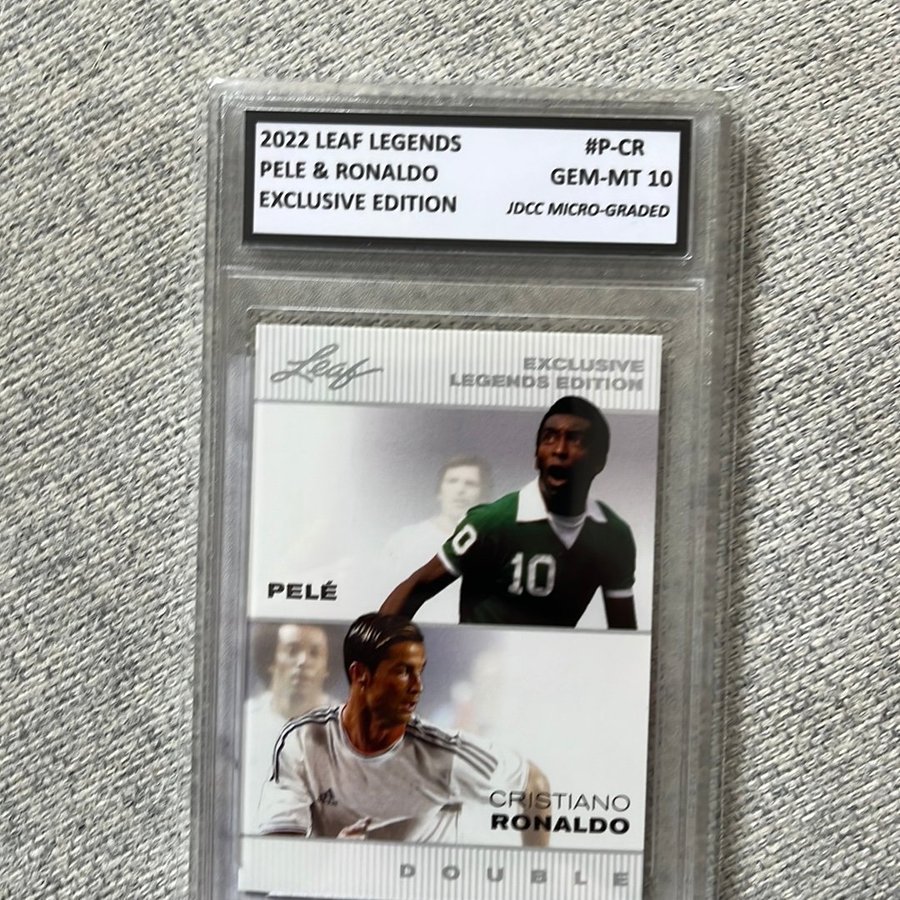 2022 LEAF LEGENDS #P-CR
PELE & RONALDO GEM-MT 10
EXCLUSIVE EDITION JDCC MICRO-GRADED
Leaf
EXCLUSIVE
LEGENDS EDITION
0
10
PELÉ
CRISTIANO
RONALDO
DOUBLE